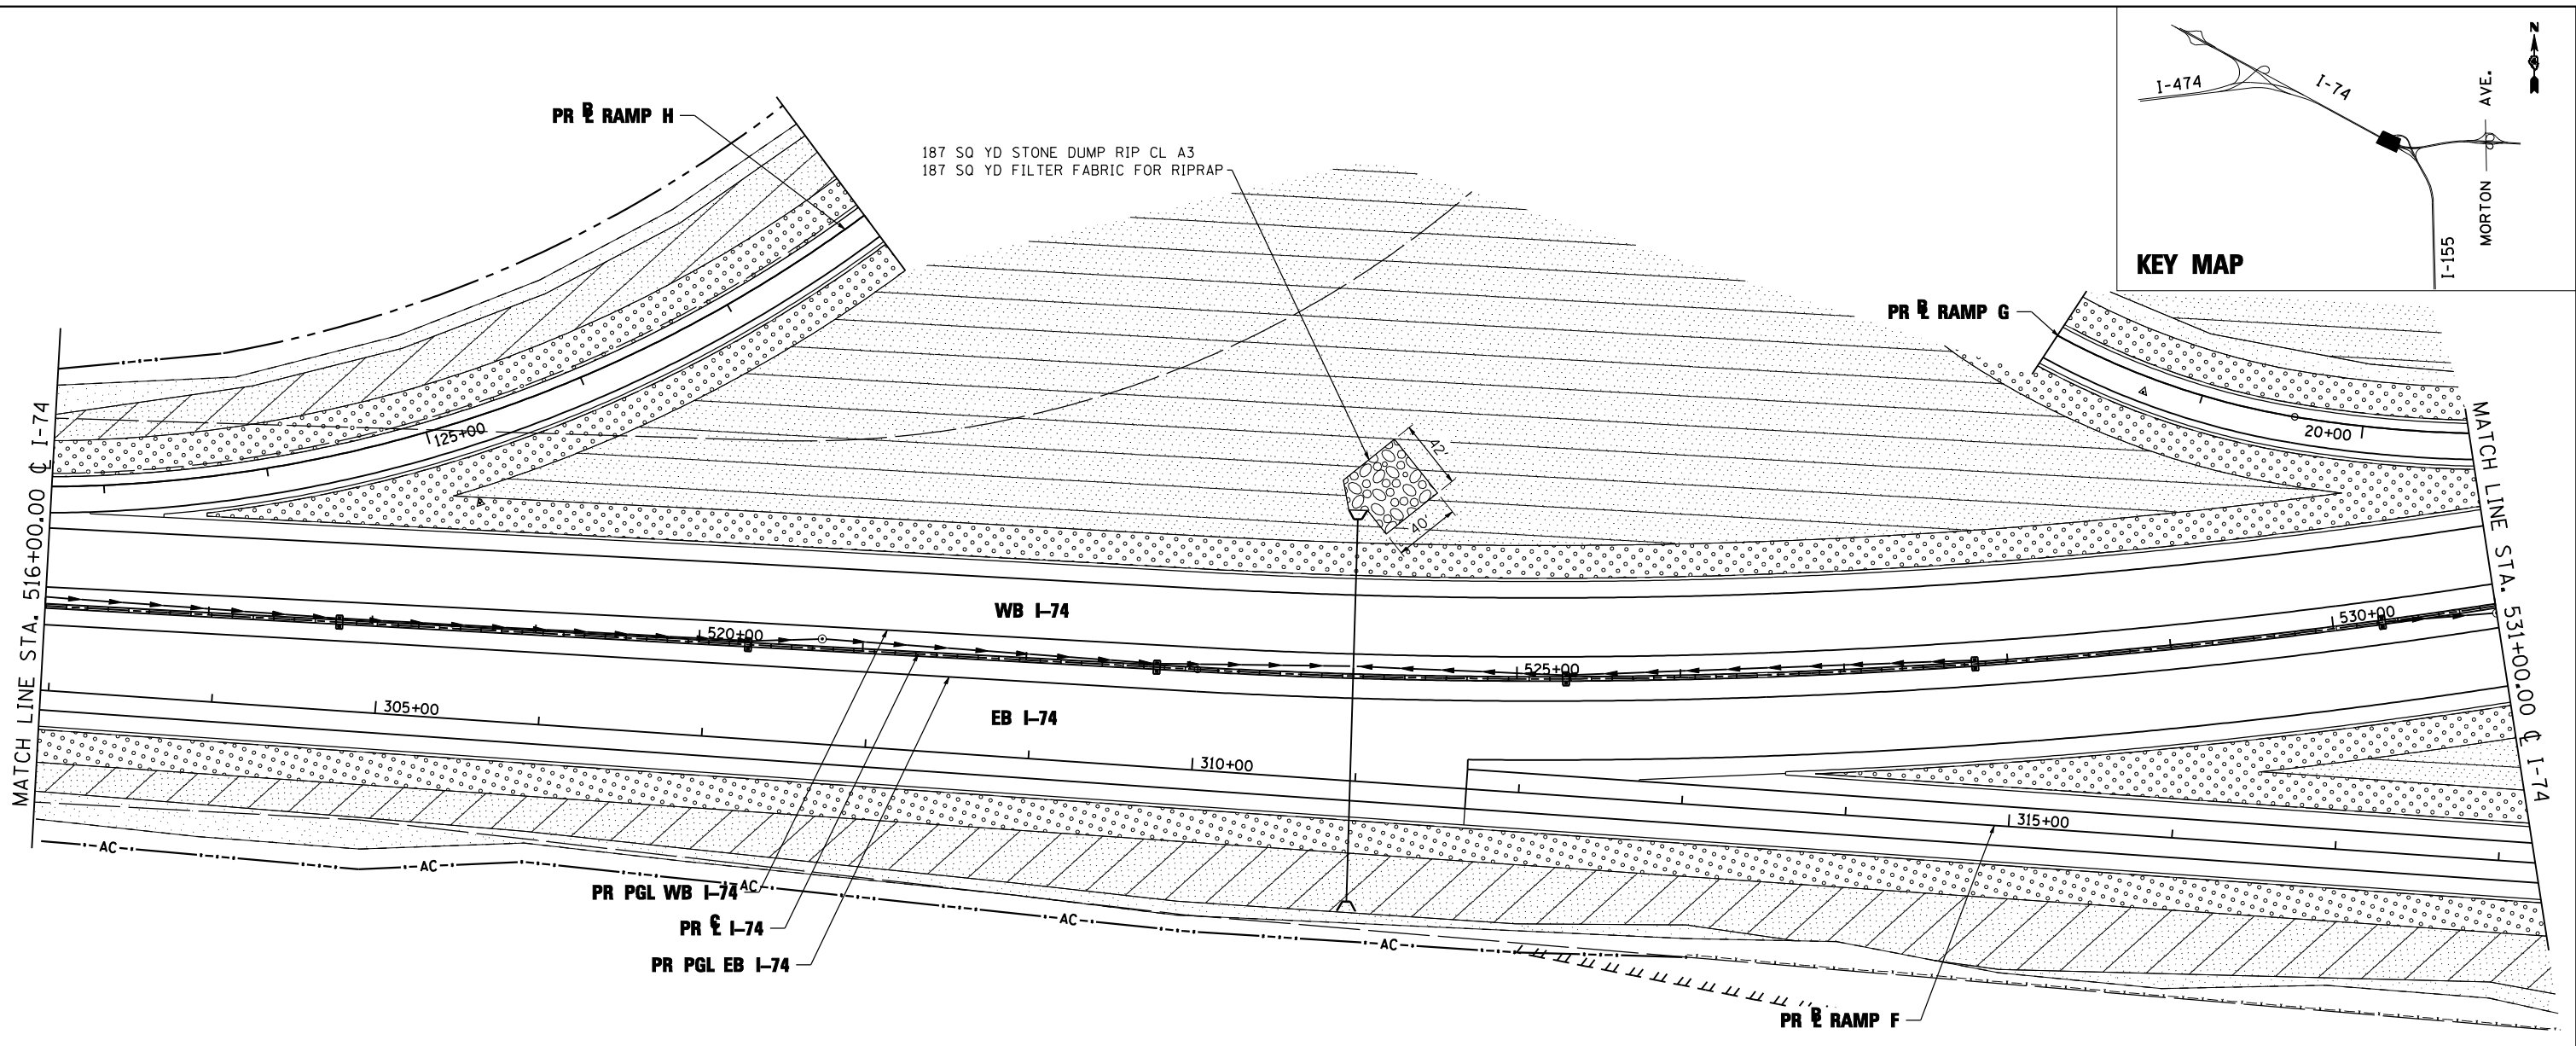 PR ℄ RAMP H
187 SQ YD STONE DUMP RIP CL A3
187 SQ YD FILTER FABRIC FOR RIPRAP
I-474
I-74
MORTON AVE.
N
I-155
KEY MAP
PR ℄ RAMP G
MATCH LINE STA. 516+00.00 ℄ I-74
125+00
42'
40'
20+00
MATCH LINE STA. 531+00.00 ℄ I-74
WB I-74
520+00
525+00
530+00
EB I-74
305+00
310+00
315+00
AC
AC
AC
AC
AC
PR PGL WB I-74
PR ℄ I-74
PR PGL EB I-74
PR ℄ RAMP F